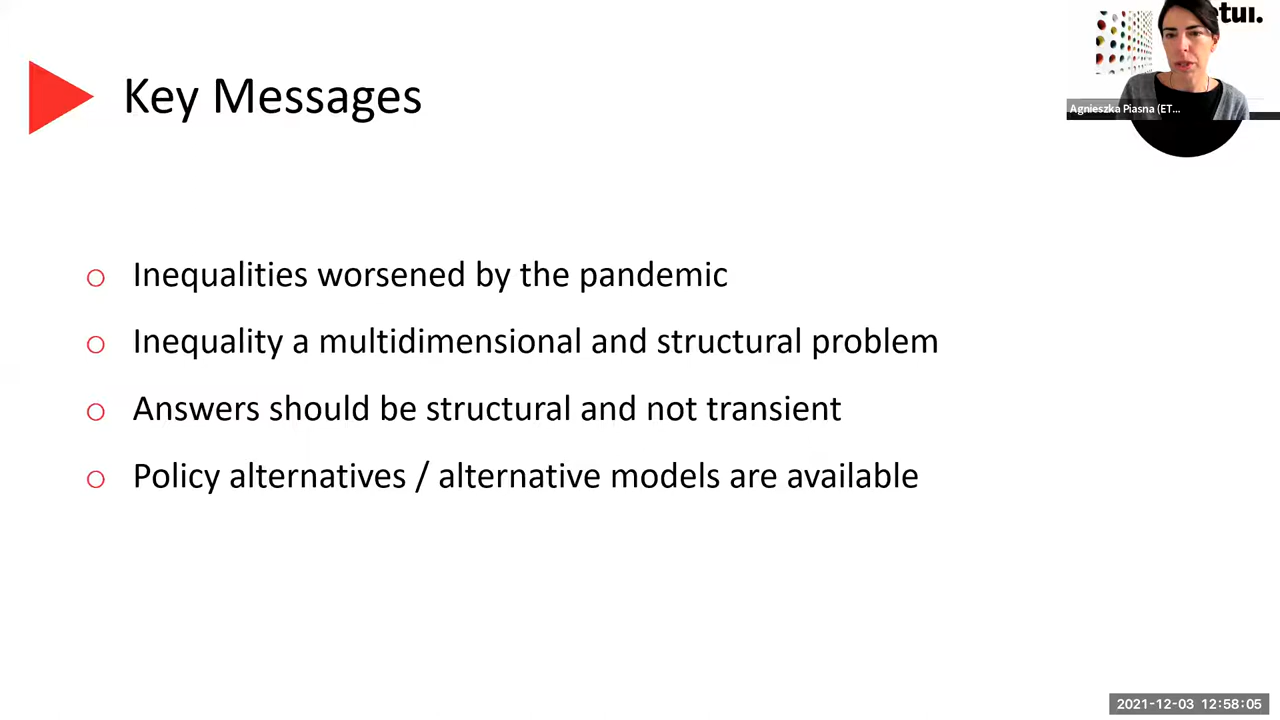 etui.
Key Messages
Agnieszka Piasna (ET...
Inequalities worsened by the pandemic
Inequality a multidimensional and structural problem
Answers should be structural and not transient
Policy alternatives / alternative models are available
2021-12-03 12:58:05